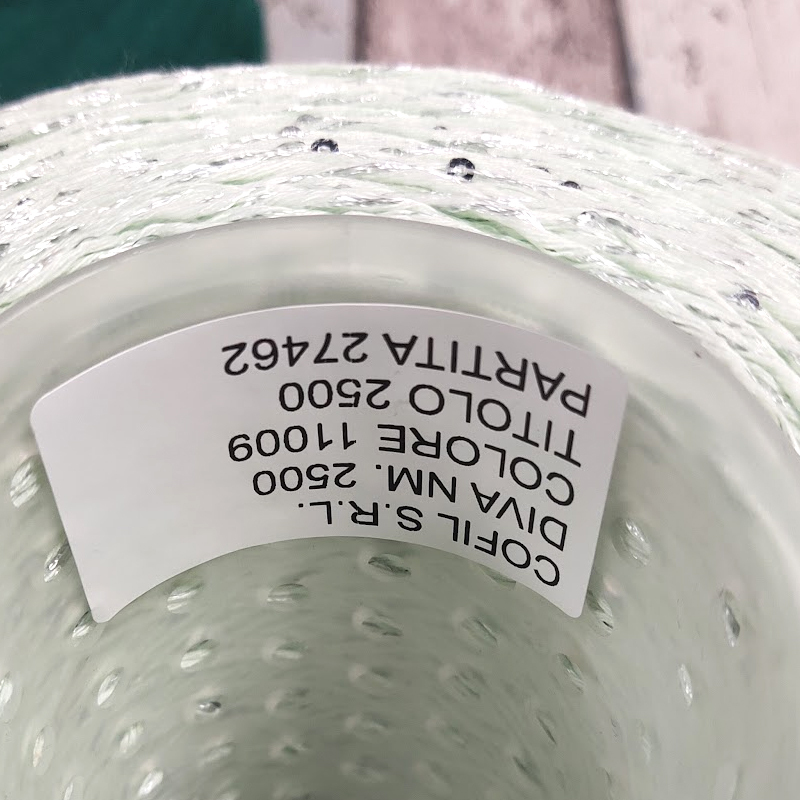 COFIL S.R.L.
DIVA NM. 2500
COLORE 11009
TITOLO 2500
PARTITA 27462